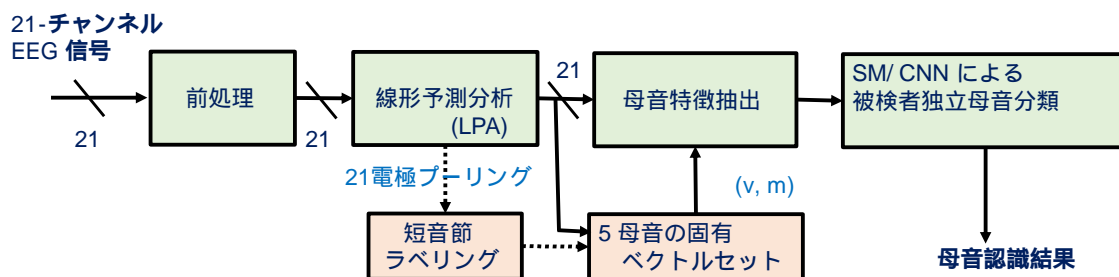 21-チャンネル
EEG 信号
21
前処理
21
線形予測分析
(LPA)
21
母音特徴抽出
SM/ CNN による
被検者独立母音分類
21電極プーリング
(v, m)
短音節
ラベリング
5 母音の固有
ベクトルセット
母音認識結果